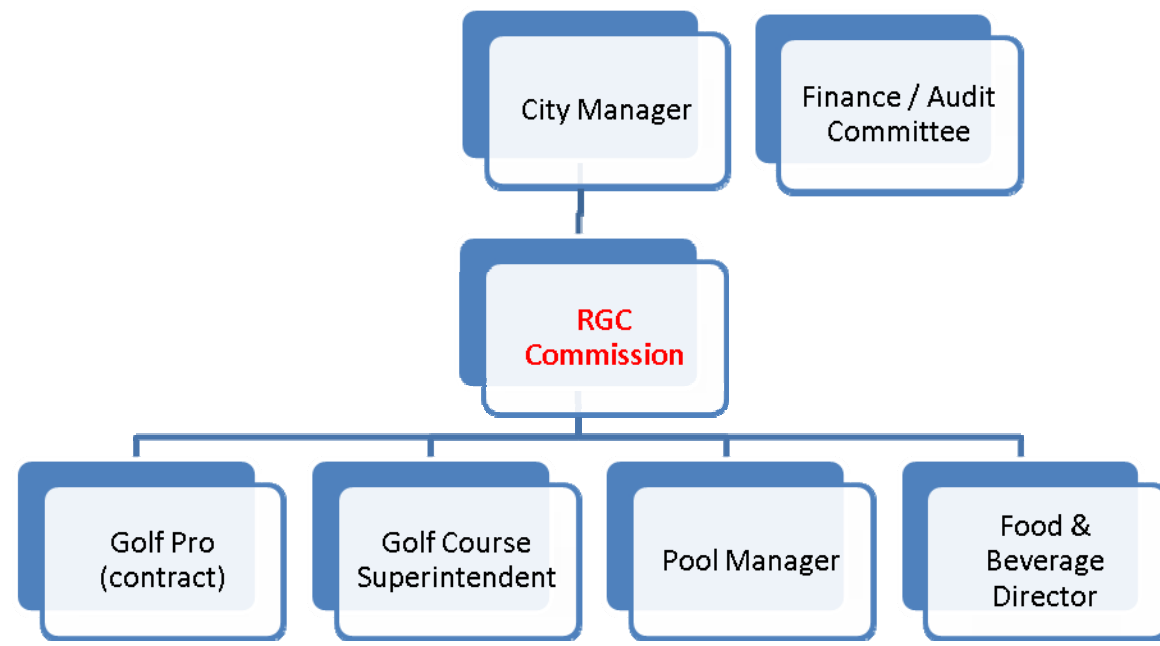 City Manager
Finance / Audit
Committee
RGC
Commission
Golf Pro
(contract)
Golf Course
Superintendent
Pool Manager
Food &
Beverage
Director